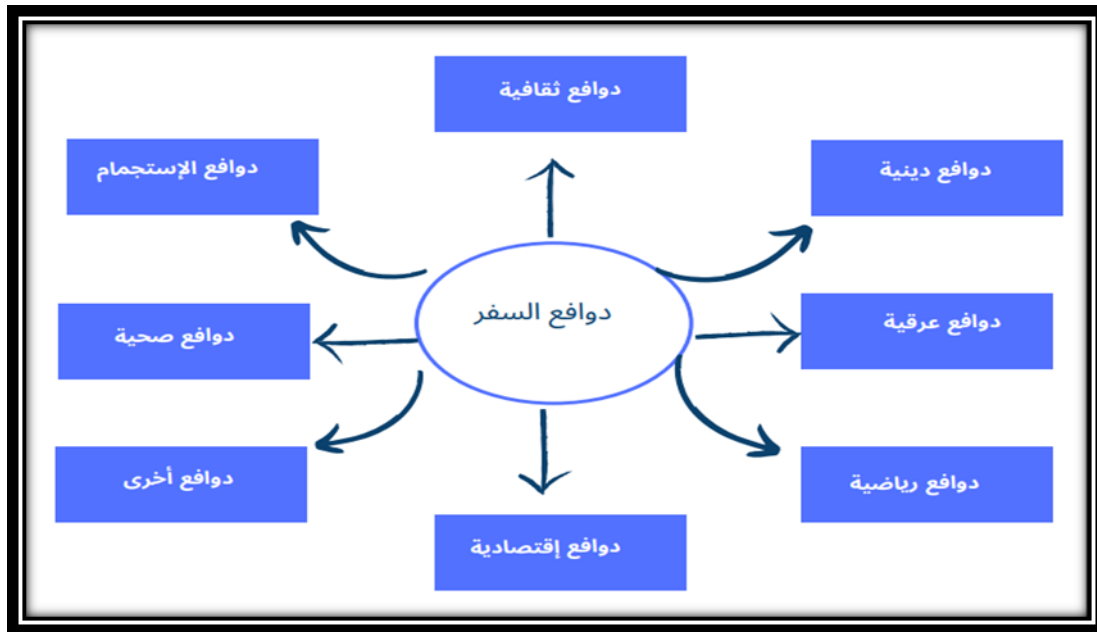 دوافع ثقافية
دوافع دينية
دوافع الإستجمام
دوافع السفر
دوافع عرقية
دوافع صحية
دوافع رياضية
دوافع أخرى
دوافع إقتصادية